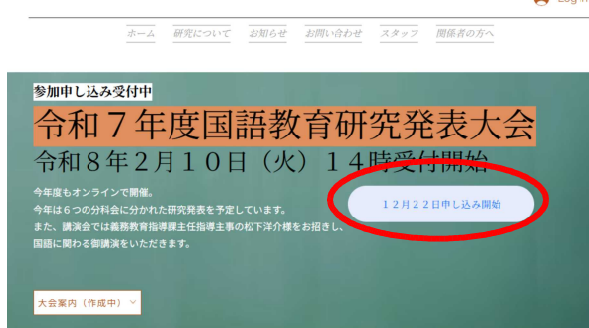 Log In
ホーム 研究について お知らせ お問い合わせ スタッフ 関係者の方へ
参加申し込み受付中
令和７年度国語教育研究発表大会
令和８年２月１０日（火）１４時受付開始
今年度もオンラインで開催。
今年は６つの分科会に分かれた研究発表を予定しています。
また、講演会では義務教育指導課主任指導主事の松下洋介様をお招きし、
国語に関わる御講演をいただきます。
１２月２２日申し込み開始
大会案内（作成中）